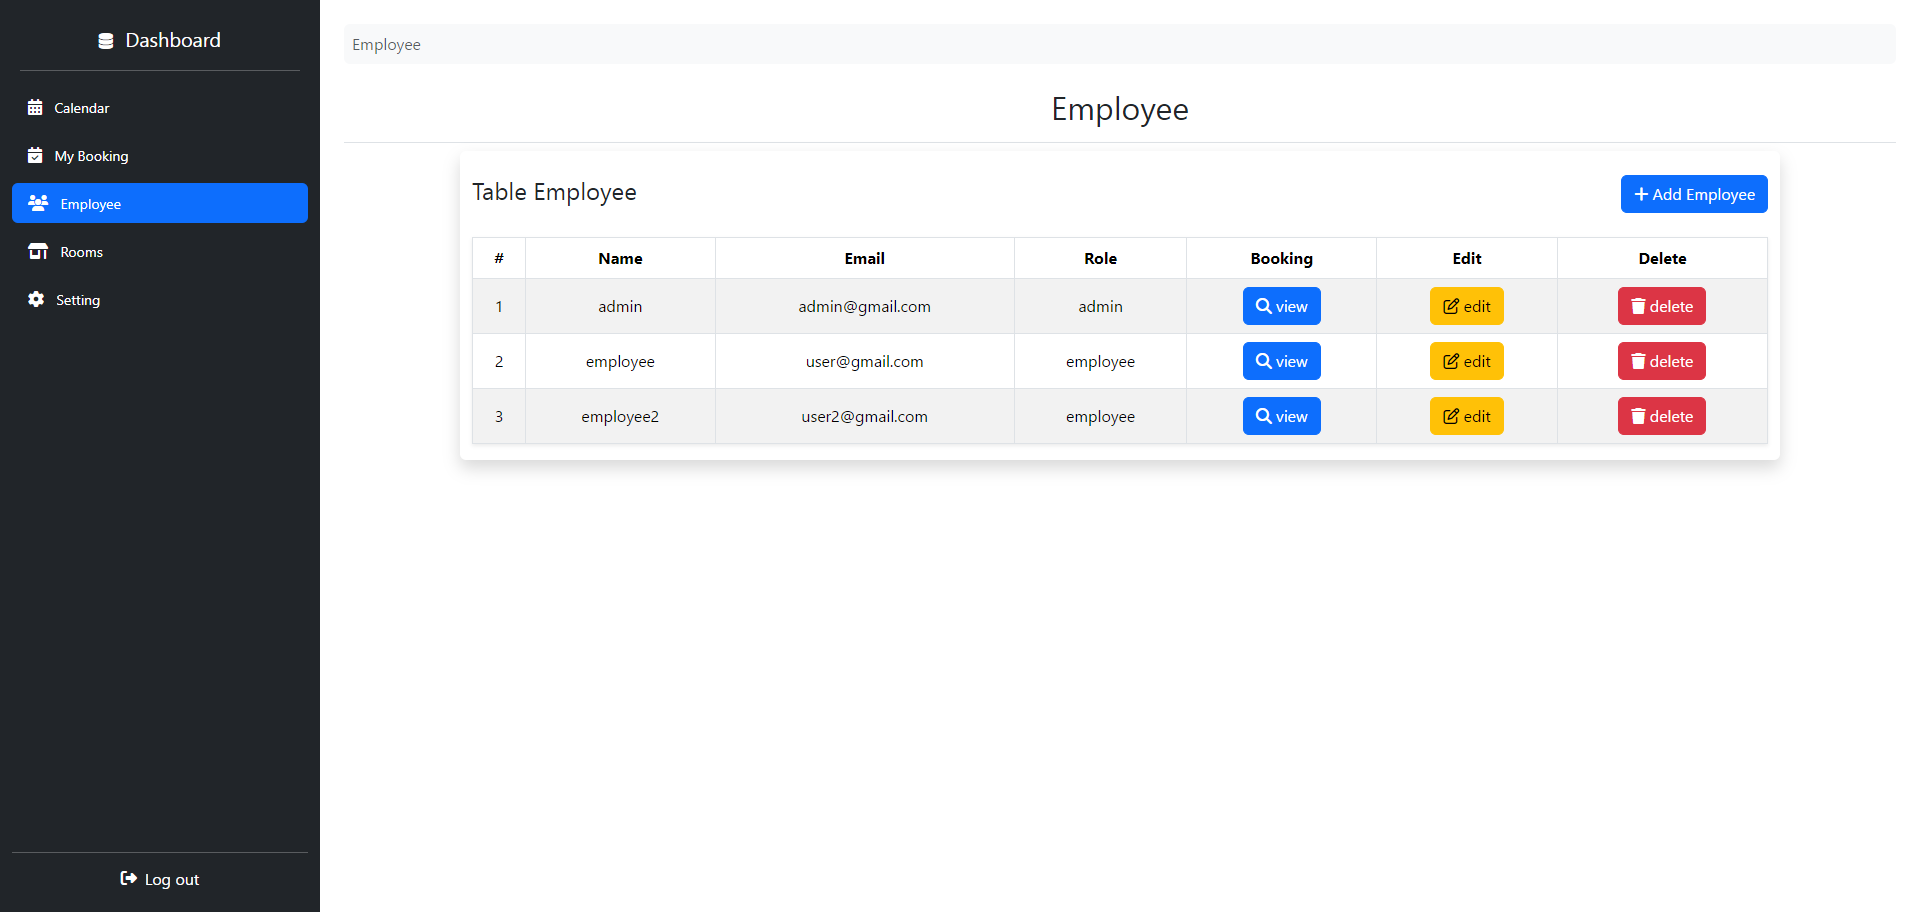 Dashboard
Calendar
My Booking
Employee
Rooms
Setting
Log out
Employee
Employee
Table Employee
Add Employee
# Name Email Role Booking Edit Delete
1 admin admin@gmail.com admin view edit delete
2 employee user@gmail.com employee view edit delete
3 employee2 user2@gmail.com employee view edit delete